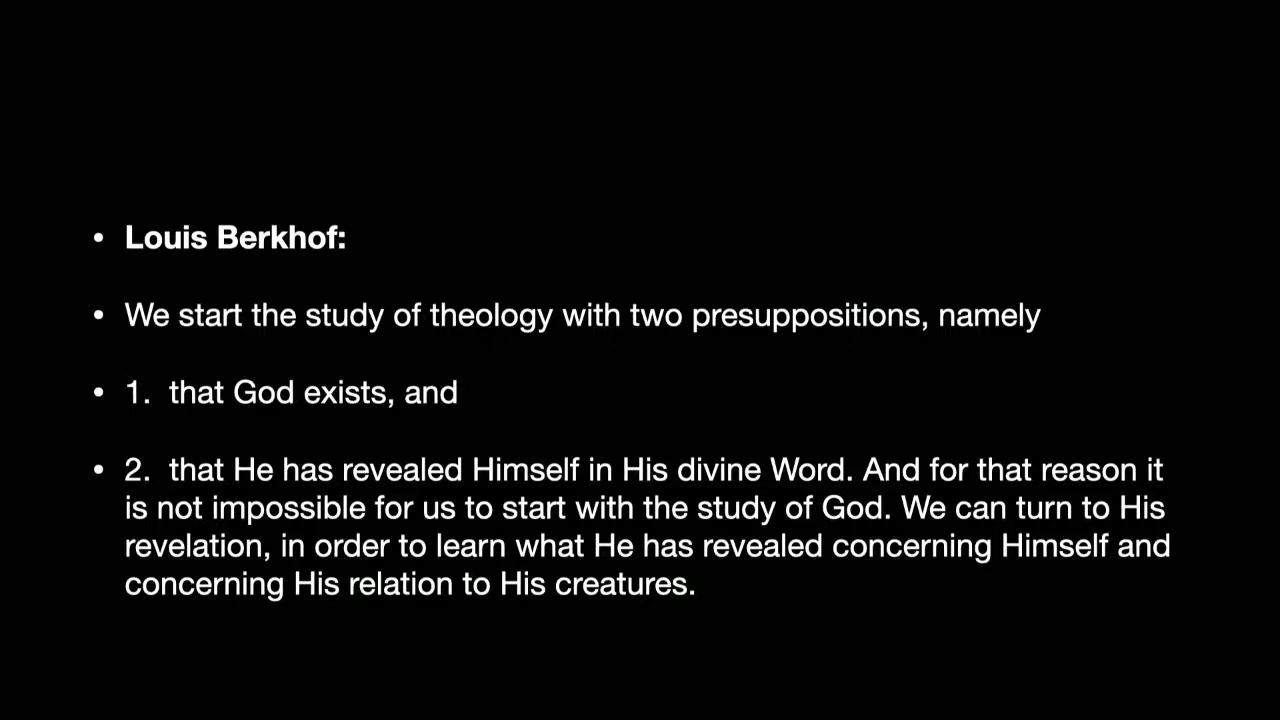 • Louis Berkhof:
• We start the study of theology with two presuppositions, namely
• 1. that God exists, and
• 2. that He has revealed Himself in His divine Word. And for that reason it
is not impossible for us to start with the study of God. We can turn to His
revelation, in order to learn what He has revealed concerning Himself and
concerning His relation to His creatures.